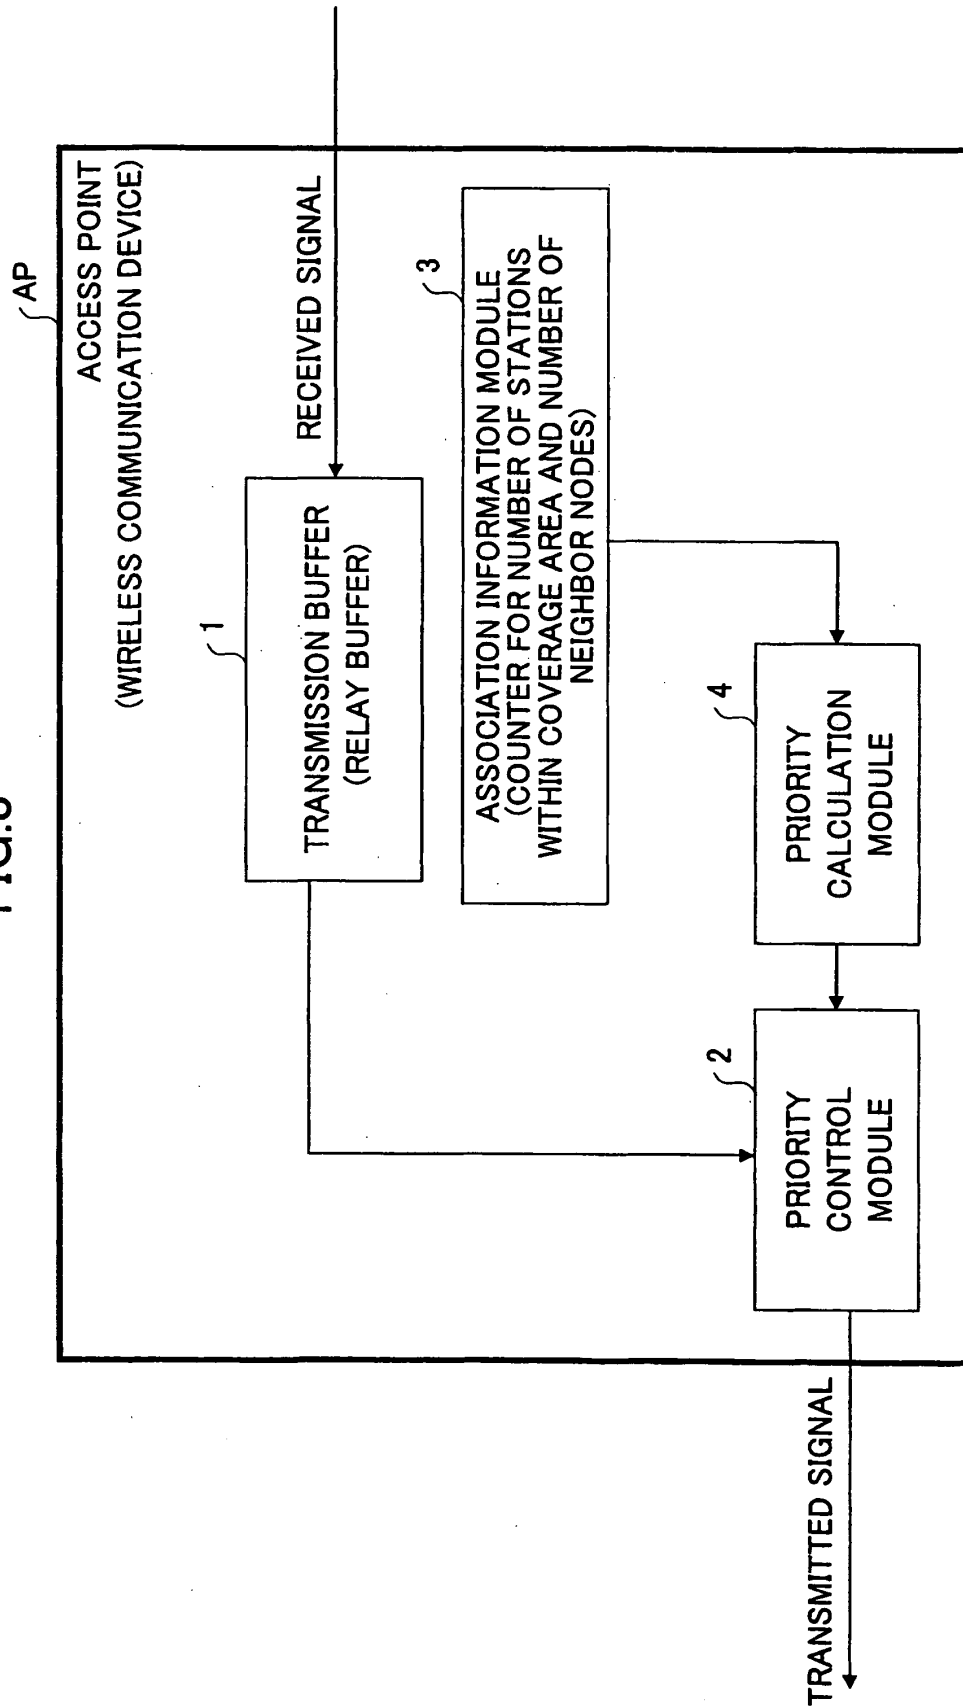 FIG.
AP
ACCESS POINT
(WIRELESS COMMUNICATION DEVICE)
1
TRANSMISSION BUFFER
(RELAY BUFFER)
RECEIVED SIGNAL
3
ASSOCIATION INFORMATION MODULE
(COUNTER FOR NUMBER OF STATIONS
WITHIN COVERAGE AREA AND NUMBER OF
NEIGHBOR NODES)
2
PRIORITY
CONTROL
MODULE
4
PRIORITY
CALCULATION
MODULE
TRANSMITTED SIGNAL